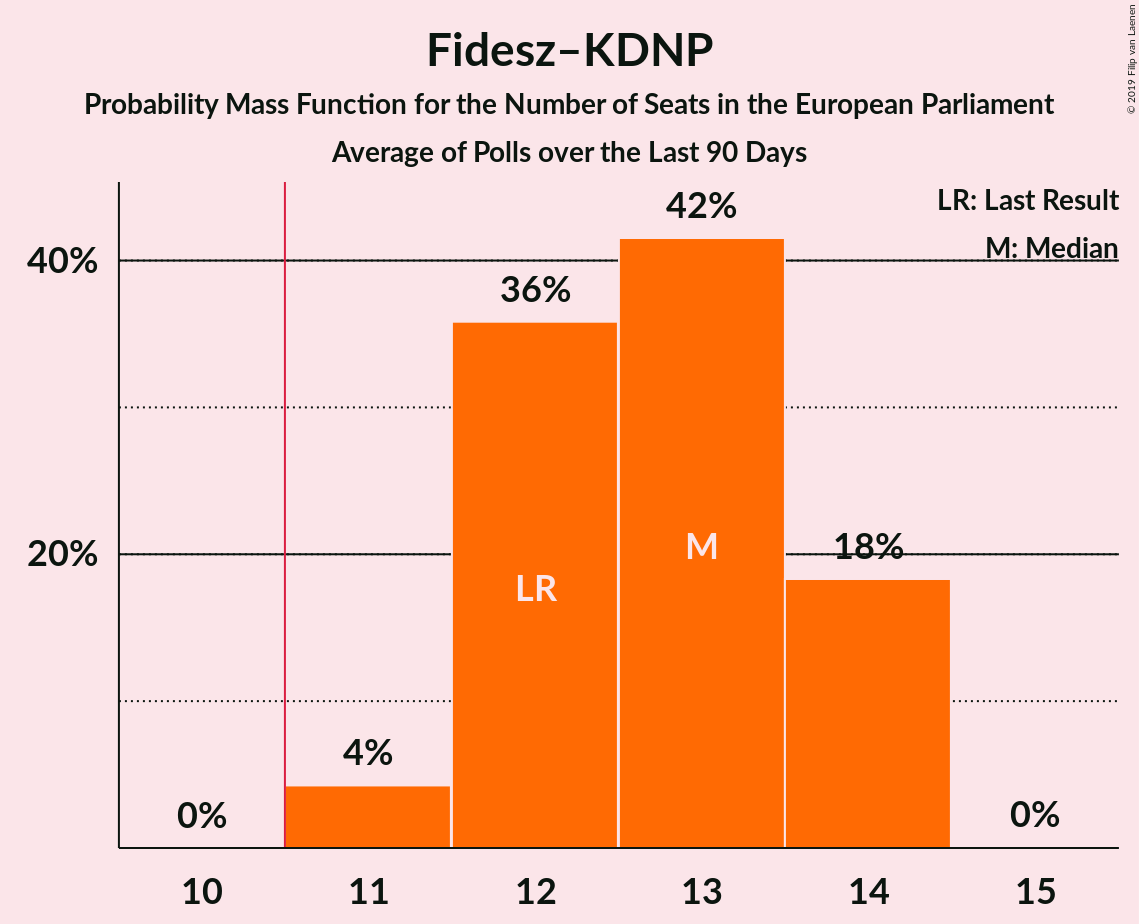 Fidesz–KDNP
Probability Mass Function for the Number of Seats in the European Parliament
Average of Polls over the Last 90 Days
© 2019 Filip van Laenen
LR: Last Result
M: Median
40%
20%
0%
4%
36%
42%
18%
0%
LR
M
10
11
12
13
14
15